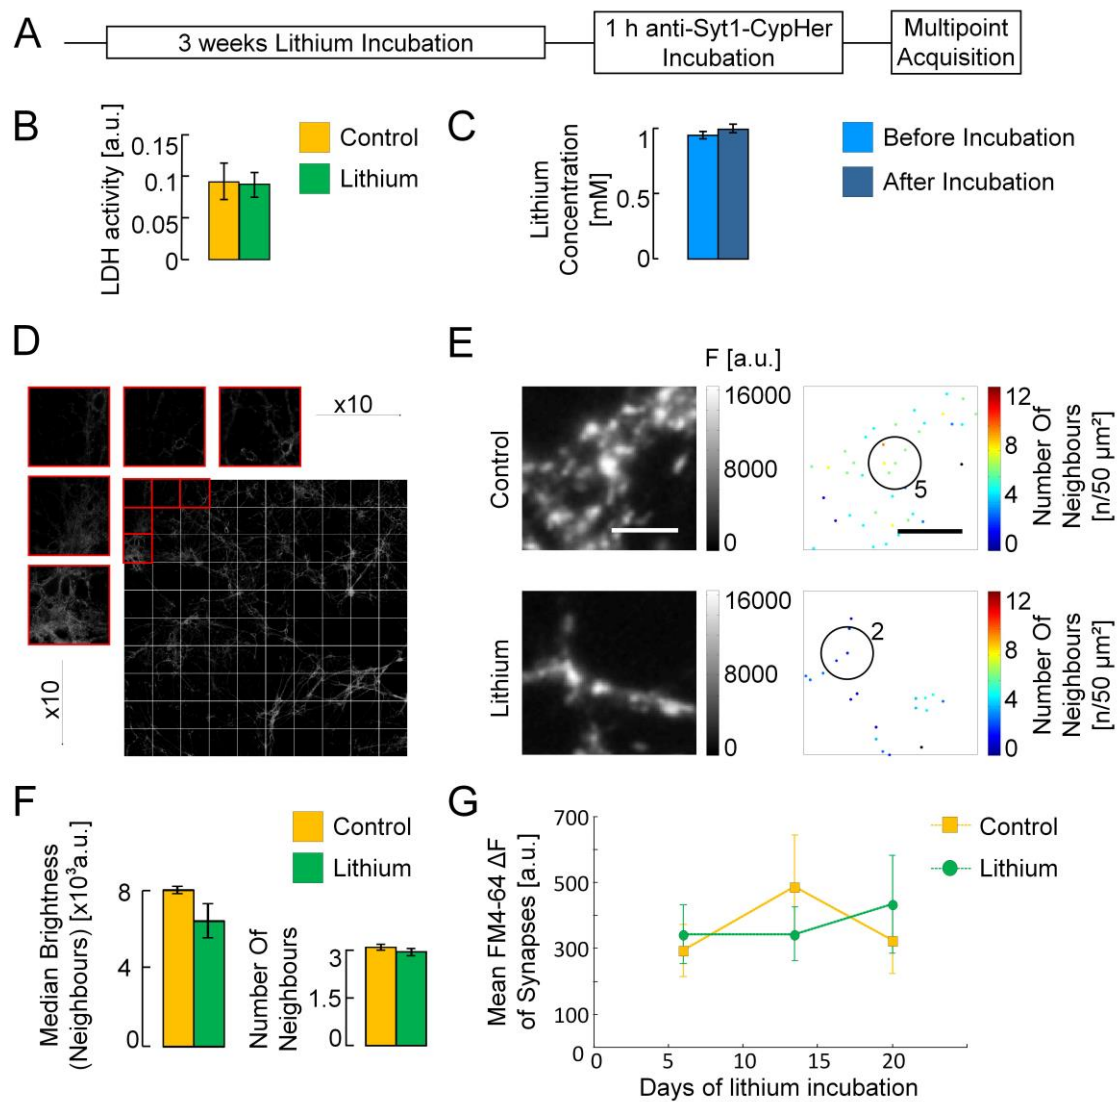 A
3 weeks Lithium Incubation
1 h anti-Syt1-CypHer
Incubation
Multipoint
Acquisition
B
LDH activity [a.u.]
0.15
0.1
0.05
0
Control
Lithium
C
Lithium
Concentration
[mM]
1
0.5
0
Before Incubation
After Incubation
D
x10
x10
E
F [a.u.]
Control
16000
8000
0
5
12
8
4
0
Number Of
Neighbours
[n/50 µm²]
Lithium
16000
8000
0
2
12
8
4
0
Number Of
Neighbours
[n/50 µm²]
F
Median Brightness
(Neighbours) [x10³a.u.]
8
4
0
Control
Lithium
Number Of
Neighbours
3
1.5
0
G
Mean FM4-64 ΔF
of Synapses [a.u.]
700
500
300
100
0
0
5
10
15
20
Days of lithium incubation
Control
Lithium